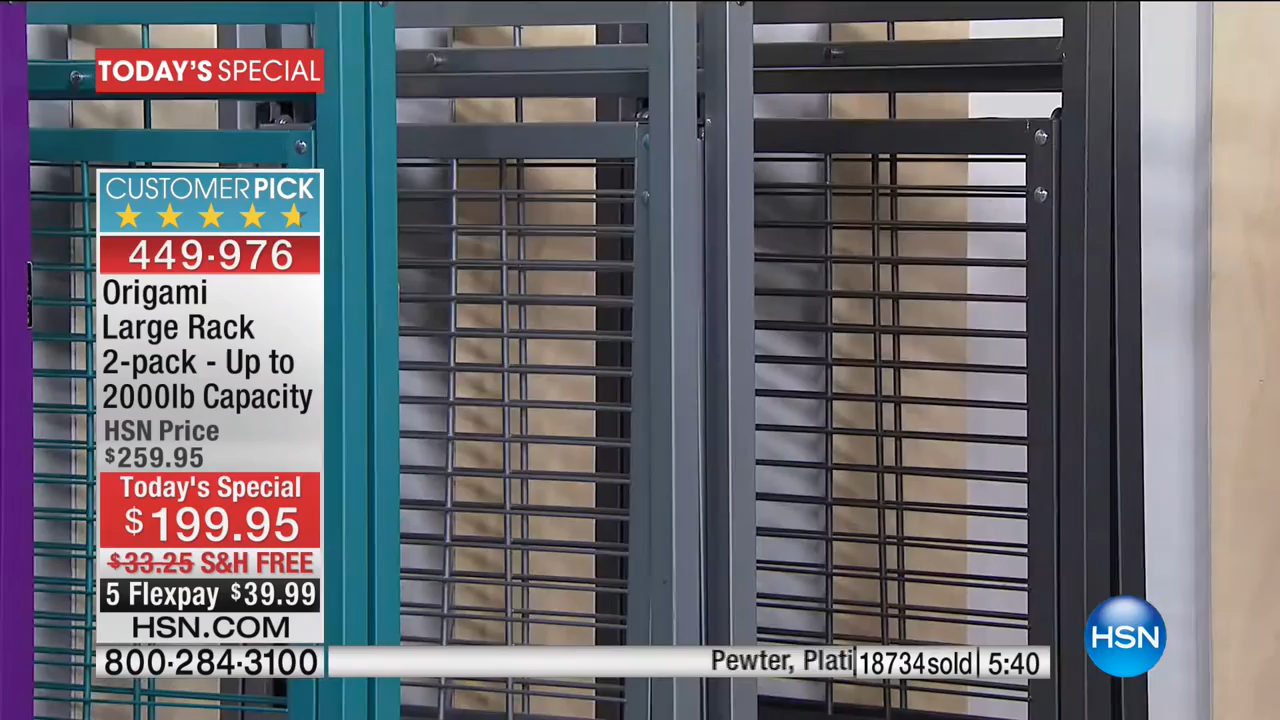 TODAY'S SPECIAL
CUSTOMER PICK
449-976
Origami
Large Rack
2-pack - Up to
2000lb Capacity
HSN Price
$259.95
Today's Special
$199.95
$33.25 S&H FREE
5 Flexpay $39.99
HSN.COM
800-284-3100
Pewter, Plati
18734sold
5:40
HSN